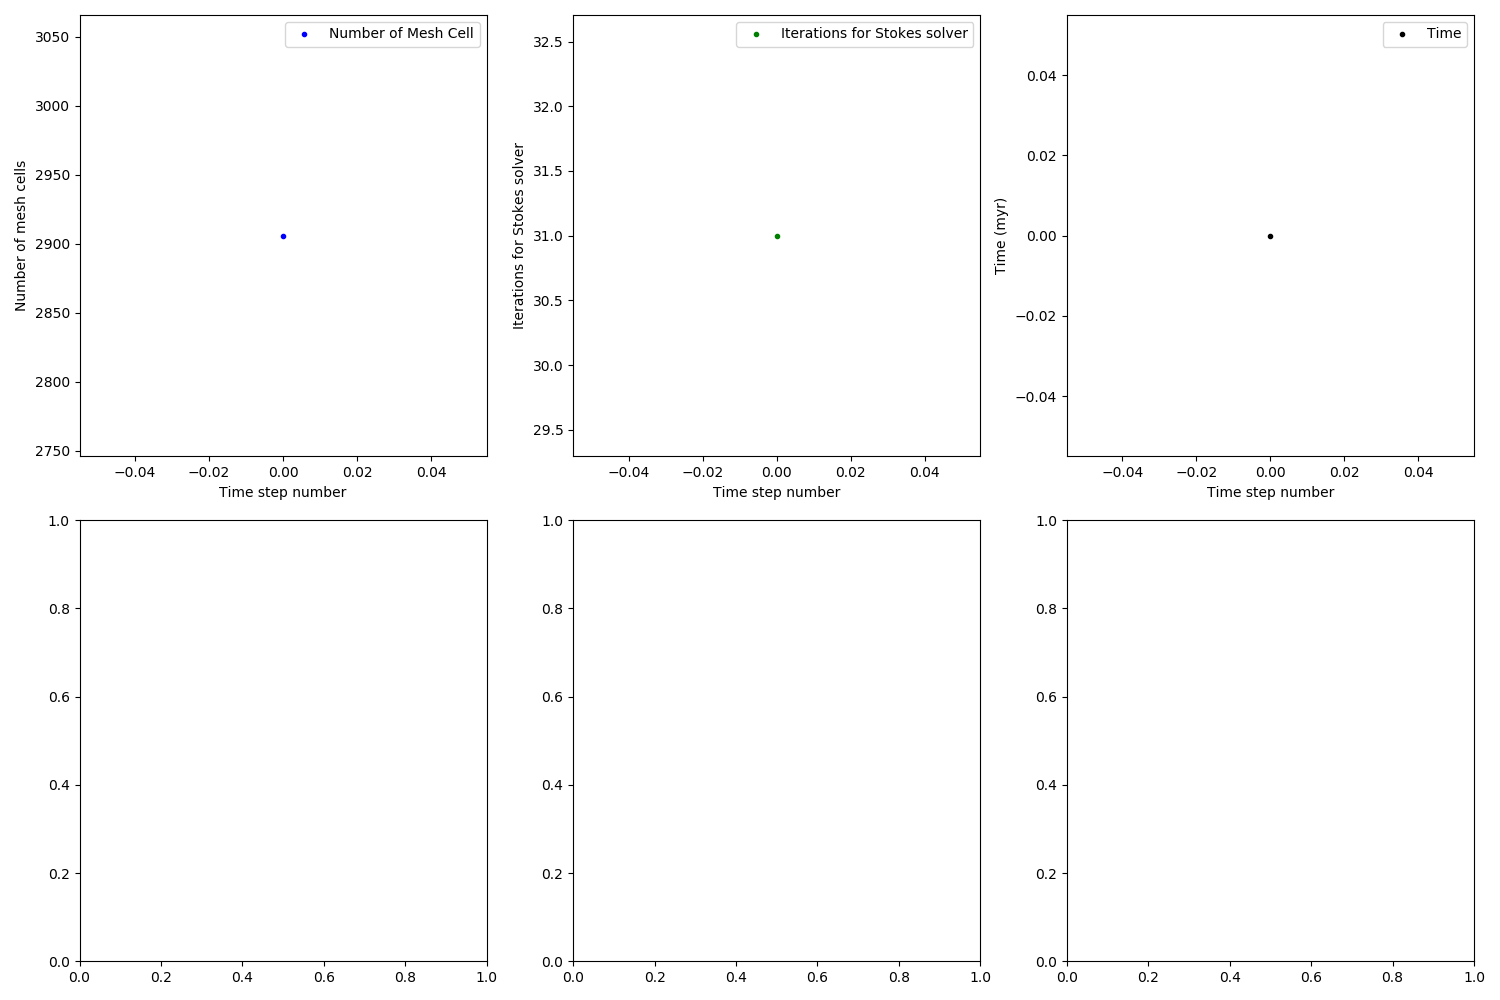 Number of mesh cells
3050
3000
2950
2900
2850
2800
2750
Number of Mesh Cell
−0.04 −0.02 0.00 0.02 0.04
Time step number
Iterations for Stokes solver
32.5
32.0
31.5
31.0
30.5
30.0
29.5
Iterations for Stokes solver
−0.04 −0.02 0.00 0.02 0.04
Time step number
Time (myr)
0.04
0.02
0.00
−0.02
−0.04
Time
−0.04 −0.02 0.00 0.02 0.04
Time step number
1.0
0.8
0.6
0.4
0.2
0.0
0.0 0.2 0.4 0.6 0.8 1.0
1.0
0.8
0.6
0.4
0.2
0.0
0.0 0.2 0.4 0.6 0.8 1.0
1.0
0.8
0.6
0.4
0.2
0.0
0.0 0.2 0.4 0.6 0.8 1.0